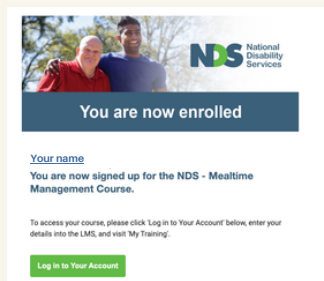 NDS National
Disability
Services
You are now enrolled
Your name
You are now signed up for the NDS - Mealtime
Management Course.
To access your course, please click 'Log in to Your Account' below, enter your
details into the LMS, and visit 'My Training'.
Log in to Your Account